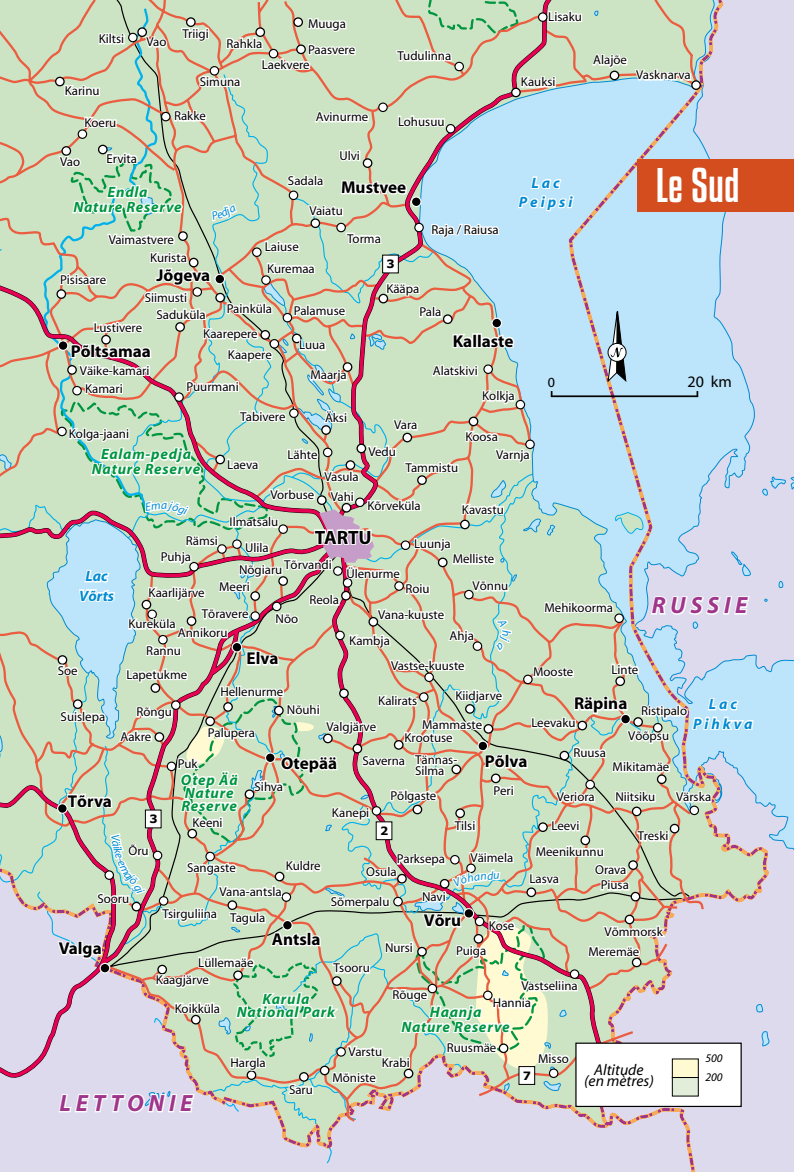 Lisaku
Muuga
Triigi
Kiltsi
Vao
Rahkla
Paasvere
Laekvere
Tudulinna
Alajõe
Simuna
Kauksi
Vasknarva
Karinu
Avinurme
Rakke
Koeru
Lohusuu
Vao
Ervita
Ulvi
Le Sud
Sadala
Mustvee
Lac
Peipsi
Endla
Nature Reserve
Pedja
Vaiatu
Torma
Raja / Raiusa
Vaimastvere
Laiuse
Kurista
3
Kuremaa
Jõgeva
Pisisaare
Siimusti
Kääpa
Painküla
Palamuse
Pala
Saduküla
Lustivere
Kaarepere
Luua
Kallaste
N
Põltsamaa
Kaapere
Väike-kamari
Maarja
Alatskivi
0
20 km
Kamari
Puurmani
Kolkja
Tabivere
Äksi
Vara
Kolga-jaani
Koosa
Ealam-pedja
Nature Reserve
Lähte
Vedu
Varnja
Laeva
Vasula
Tammistu
Vorbuse
Vahi
Kõrveküla
Emajõgi
Kavastu
Ilmatsalu
TARTU
Rämsi
Ulila
Luunja
Puhja
Melliste
Lac
Võrts
Nõgiaru
Tõrvandi
Ülenurme
Kaarlijärve
Meeri
Roiu
Võnnu
RUSSIE
Reola
Mehikoorma
Tõravere
Nõo
Vana-kuuste
Kureküla
Annikoru
Ahja
Ahja
Rannu
Kambja
Elva
Soe
Vastse-kuuste
Lapetukme
Mooste
Linte
Hellenurme
Kiidjarve
Kalirats
Räpina
Lac
Pihkva
Suislepa
Rõngu
Nõuhi
Ristipalo
Mammaste
Leevaku
Palupera
Valgjärve
Võõpsu
Aakre
Krootuse
Puk
Otepää
Saverna
Tännas-
Silma
Põlva
Ruusa
Otep Ää
Nature
Reserve
Mikitamäe
Sihva
Peri
Tõrva
Põlgaste
Veriora
Niitsiku
Värska
Kanepi
3
Keeni
Tilsi
Leevi
2
Treski
Väike-emajõgi
Õru
Meenikunnu
Parksepa
Väimela
Sangaste
Kuldre
Osula
Orava
Võhandu
Lasva
Piusa
Vana-antsla
Sooru
Sõmerpalu
Navi
Tsirguliina
Tagula
Võru
Kose
Võmmorsk
Antsla
Valga
Nursi
Puiga
Meremäe
Lüllemaäe
Tsooru
Kaagjärve
Vastseliina
Rõuge
Hannia
Karula
National Park
Koikküla
Haanja
Nature Reserve
Ruusmäe
Varstu
Misso
Hargla
Krabi
Mõniste
7
Saru
Altitude
(en mètres)
500
200
LETTONIE